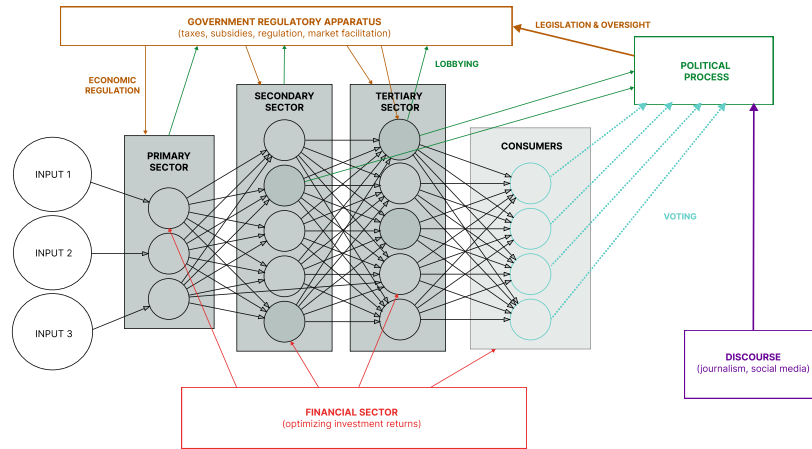 GOVERNMENT REGULATORY APPARATUS
(taxes, subsidies, regulation, market facilitation)
LEGISLATION & OVERSIGHT
POLITICAL
PROCESS
ECONOMIC
REGULATION
LOBBYING
SECONDARY
SECTOR
TERTIARY
SECTOR
PRIMARY
SECTOR
CONSUMERS
INPUT 1
INPUT 2
INPUT 3
VOTING
DISCOURSE
(journalism, social media)
FINANCIAL SECTOR
(optimizing investment returns)